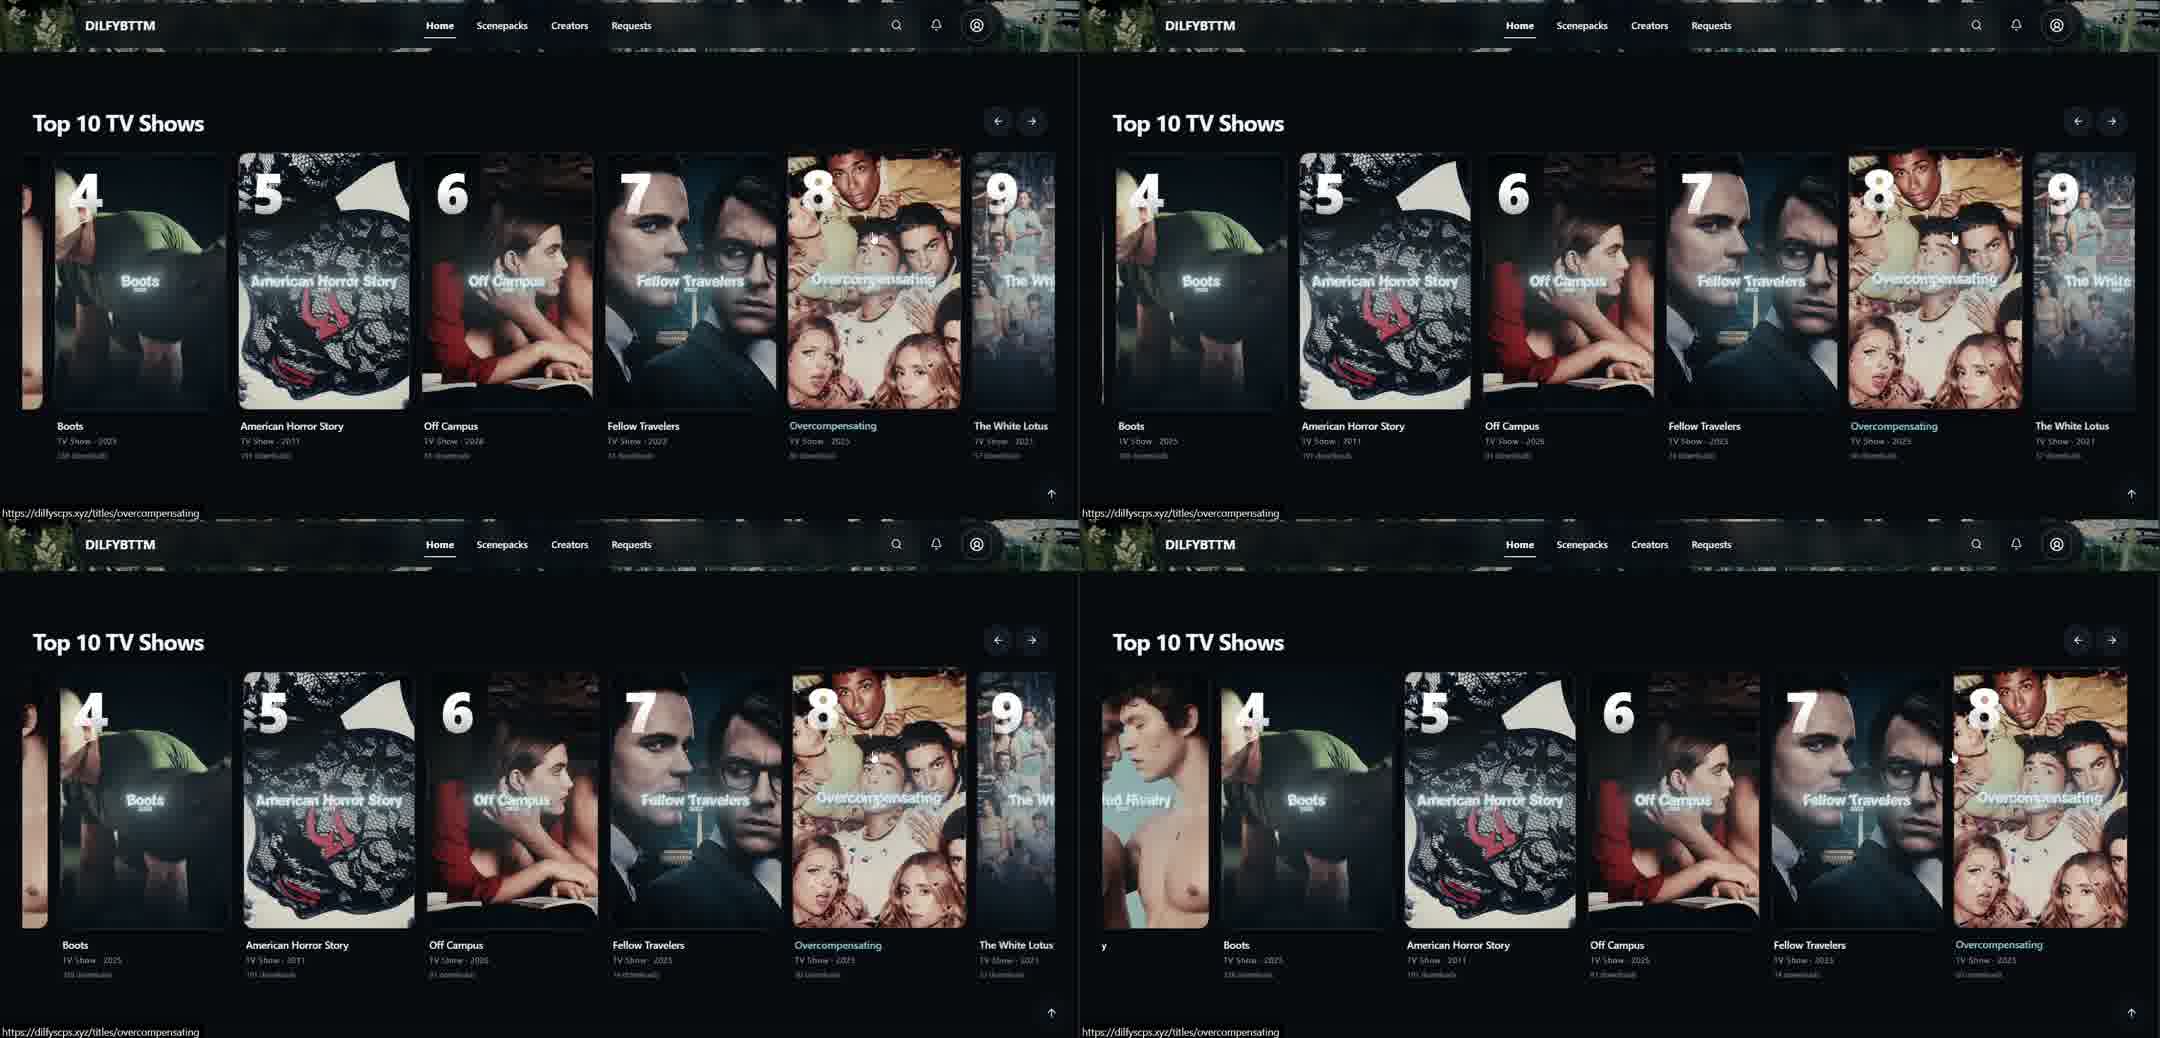 DILFYBTTM Home Scenepacks Creators Requests
Top 10 TV Shows
4 5 6 7 8 9
Boots American Horror Story Off Campus Fellow Travelers Overcompensating The Wh
Boots American Horror Story Off Campus Fellow Travelers Overcompensating The White Lotus
TV Show · 2025 TV Show · 2011 TV Show · 2026 TV Show · 2023 TV Show · 2025 TV Show · 2021
https://dilfyscps.xyz/titles/overcompensating
DILFYBTTM Home Scenepacks Creators Requests
Top 10 TV Shows
4 5 6 7 8 9
Boots American Horror Story Off Campus Fellow Travelers Overcompensating The White
Boots American Horror Story Off Campus Fellow Travelers Overcompensating The White Lotus
TV Show · 2025 TV Show · 2011 TV Show · 2026 TV Show · 2023 TV Show · 2025 TV Show · 2021
https://dilfyscps.xyz/titles/overcompensating
DILFYBTTM Home Scenepacks Creators Requests
Top 10 TV Shows
4 5 6 7 8 9
Boots American Horror Story Off Campus Fellow Travelers Overcompensating The Wh
Boots American Horror Story Off Campus Fellow Travelers Overcompensating The White Lotus
TV Show · 2025 TV Show · 2011 TV Show · 2026 TV Show · 2023 TV Show · 2025 TV Show · 2021
https://dilfyscps.xyz/titles/overcompensating
DILFYBTTM Home Scenepacks Creators Requests
Top 10 TV Shows
4 5 6 7 8
ted Rivalry Boots American Horror Story Off Campus Fellow Travelers Overcompensating
y Boots American Horror Story Off Campus Fellow Travelers Overcompensating
TV Show · 2025 TV Show · 2011 TV Show · 2026 TV Show · 2023 TV Show · 2025
https://dilfyscps.xyz/titles/overcompensating